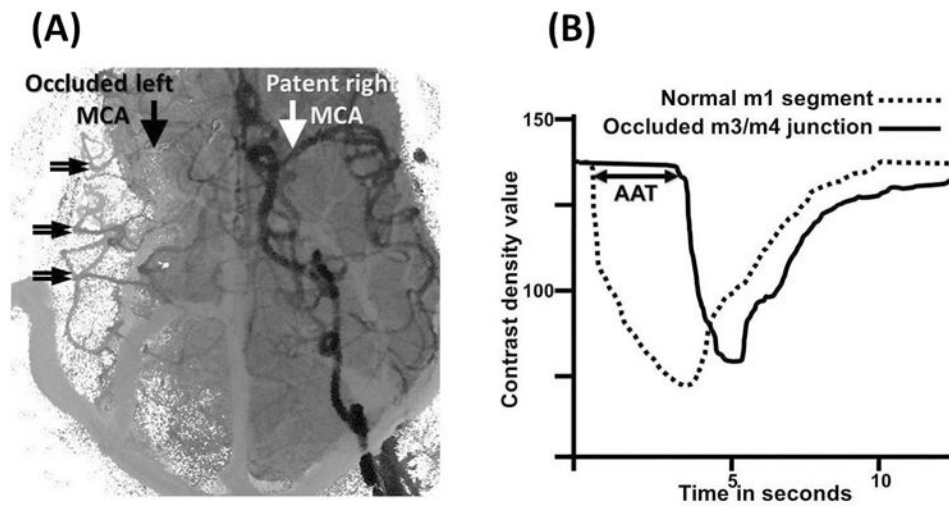 (A)
Occluded left
MCA
Patent right
MCA
(B)
Normal m1 segment
Occluded m3/m4 junction
150
AAT
100
Contrast density value
5
10
Time in seconds